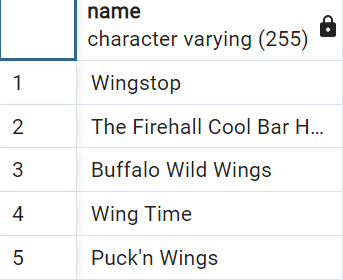 name
character varying (255)
1 Wingstop
2 The Firehall Cool Bar H...
3 Buffalo Wild Wings
4 Wing Time
5 Puck'n Wings